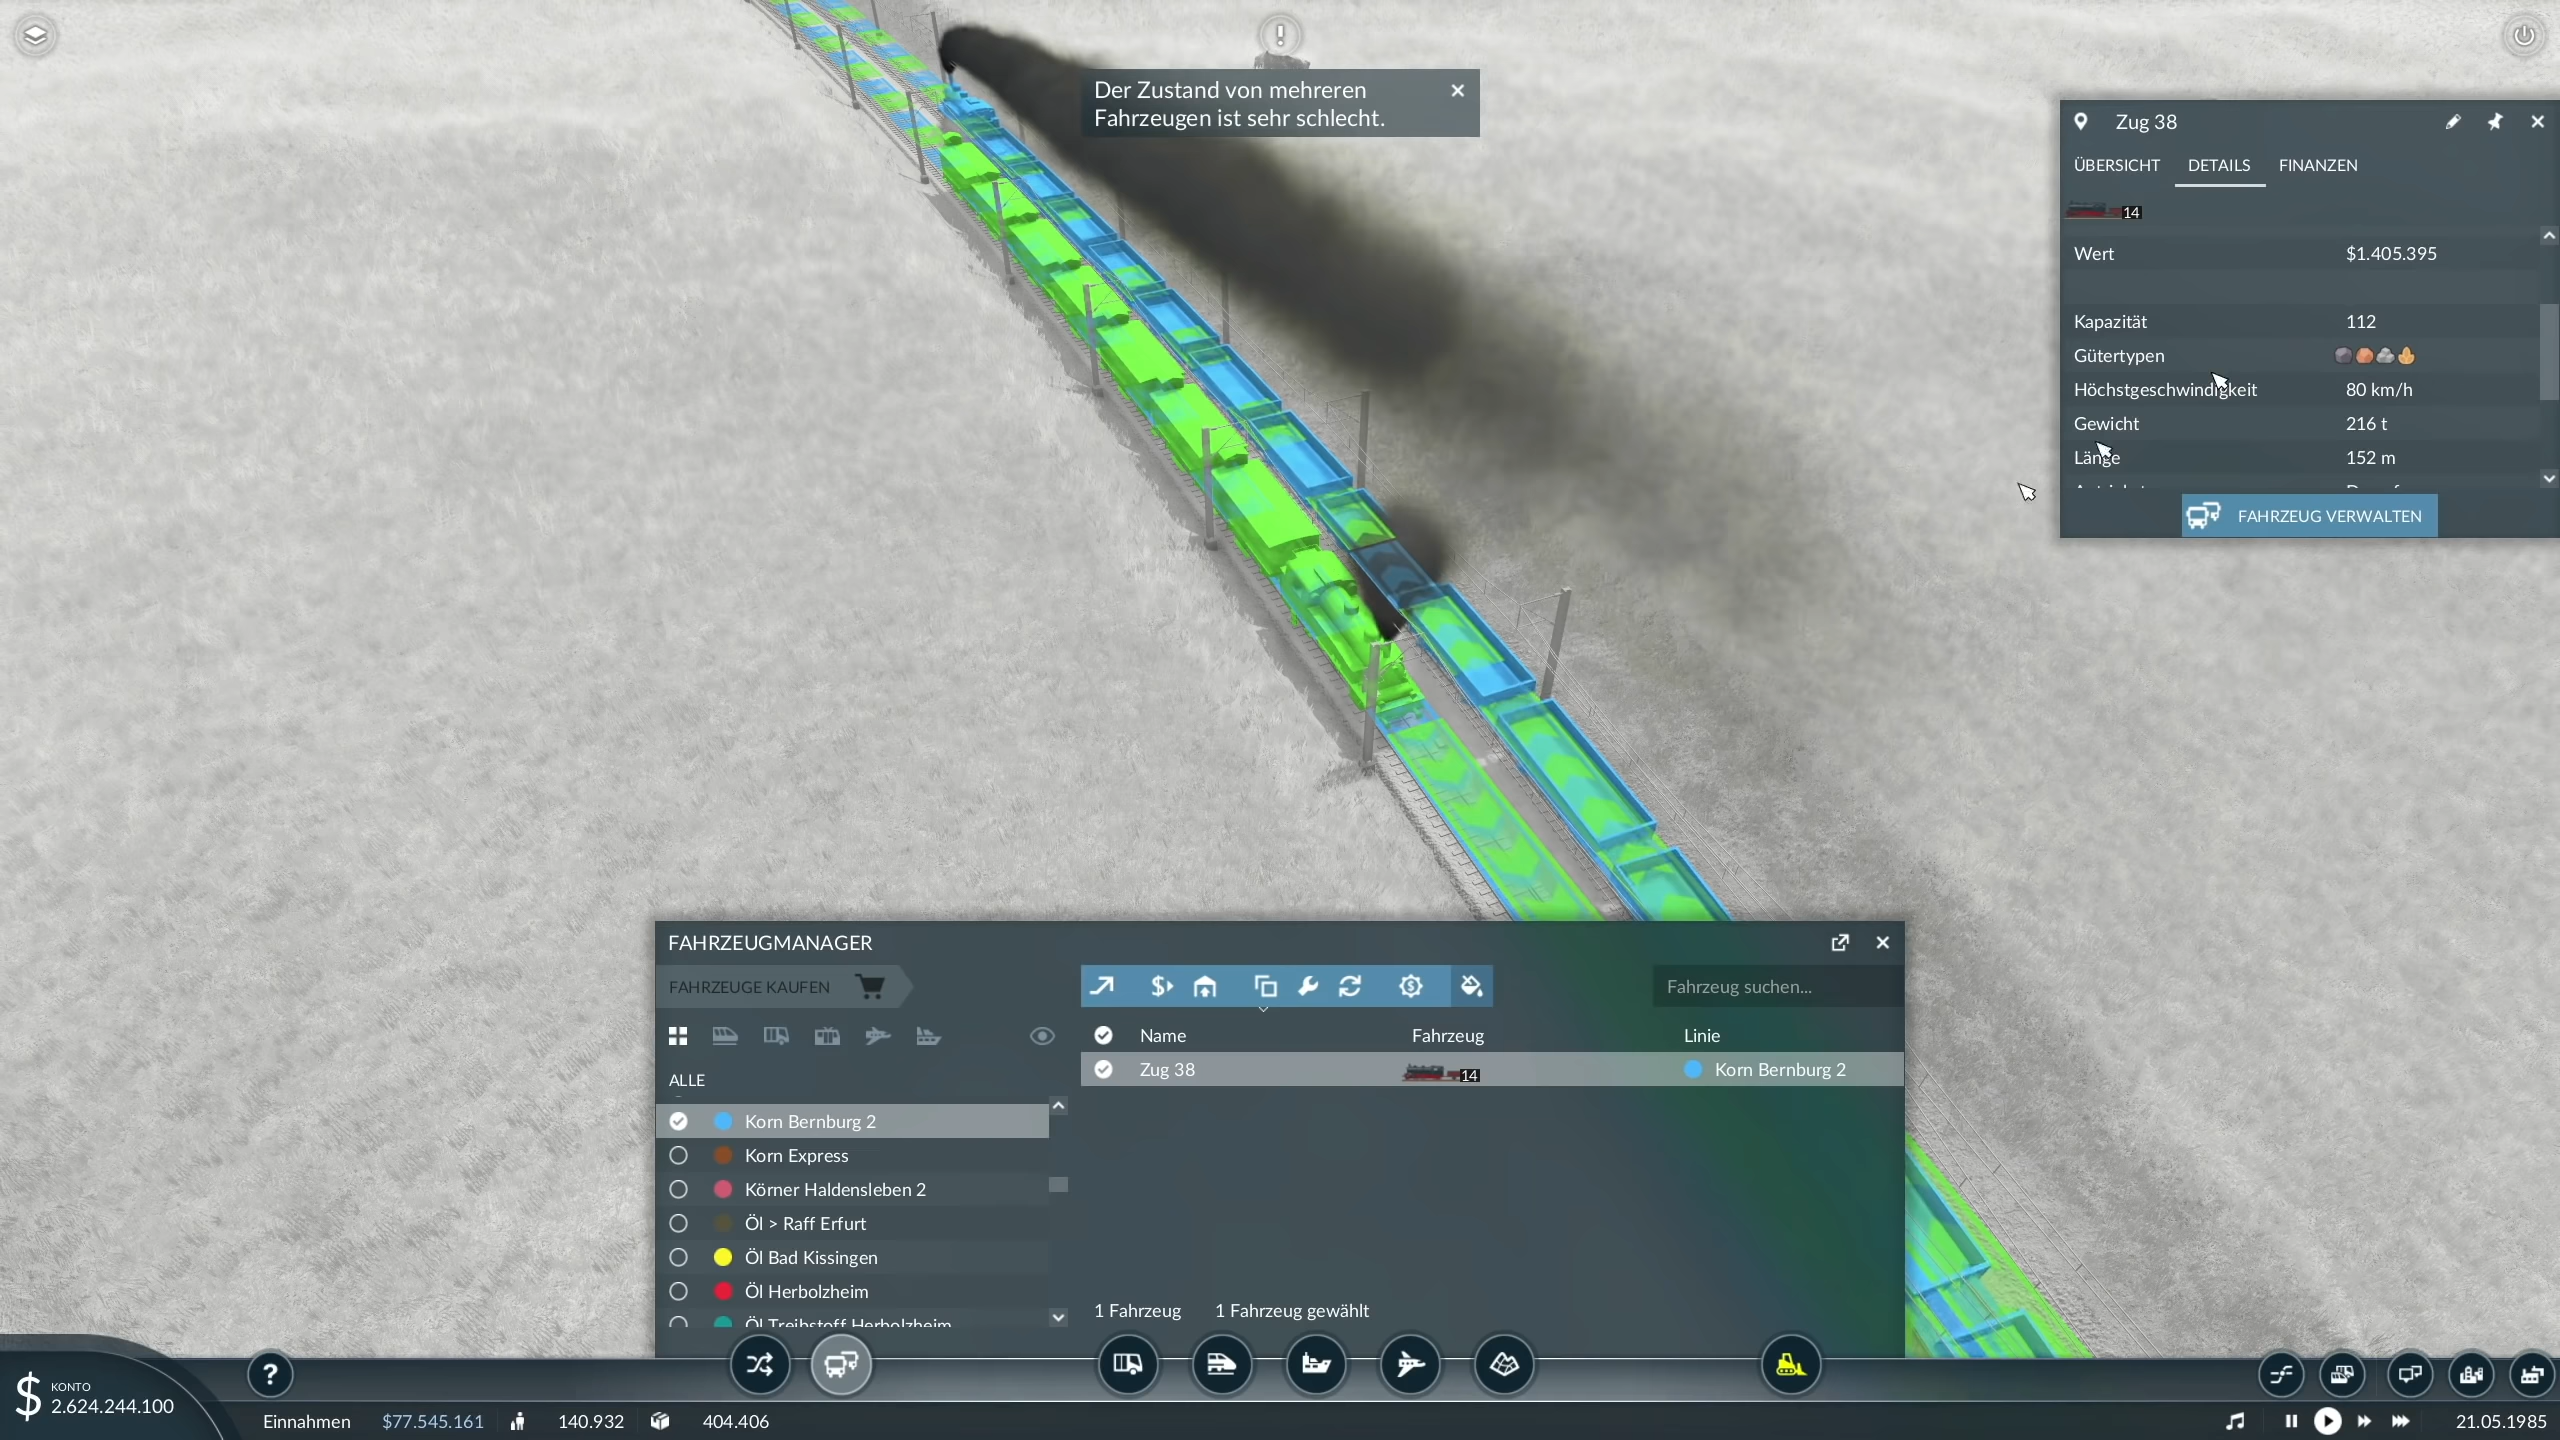 Der Zustand von mehreren
Fahrzeugen ist sehr schlecht.
Zug 38
ÜBERSICHT DETAILS FINANZEN
14
Wert $1.405.395
Kapazität 112
Gütertypen
Höchstgeschwindigkeit 80 km/h
Gewicht 216 t
Länge 152 m
FAHRZEUG VERWALTEN
FAHRZEUGMANAGER
FAHRZEUGE KAUFEN
Fahrzeug suchen...
Name Fahrzeug Linie
Zug 38 14 Korn Bernburg 2
ALLE
Korn Bernburg 2
Korn Express
Körner Haldensleben 2
Öl > Raff Erfurt
Öl Bad Kissingen
Öl Herbolzheim
Öl Treibstoff Herbolzheim
1 Fahrzeug 1 Fahrzeug gewählt
?
$ KONTO
2.624.244.100
Einnahmen $77.545.161 140.932 404.406
21.05.1985